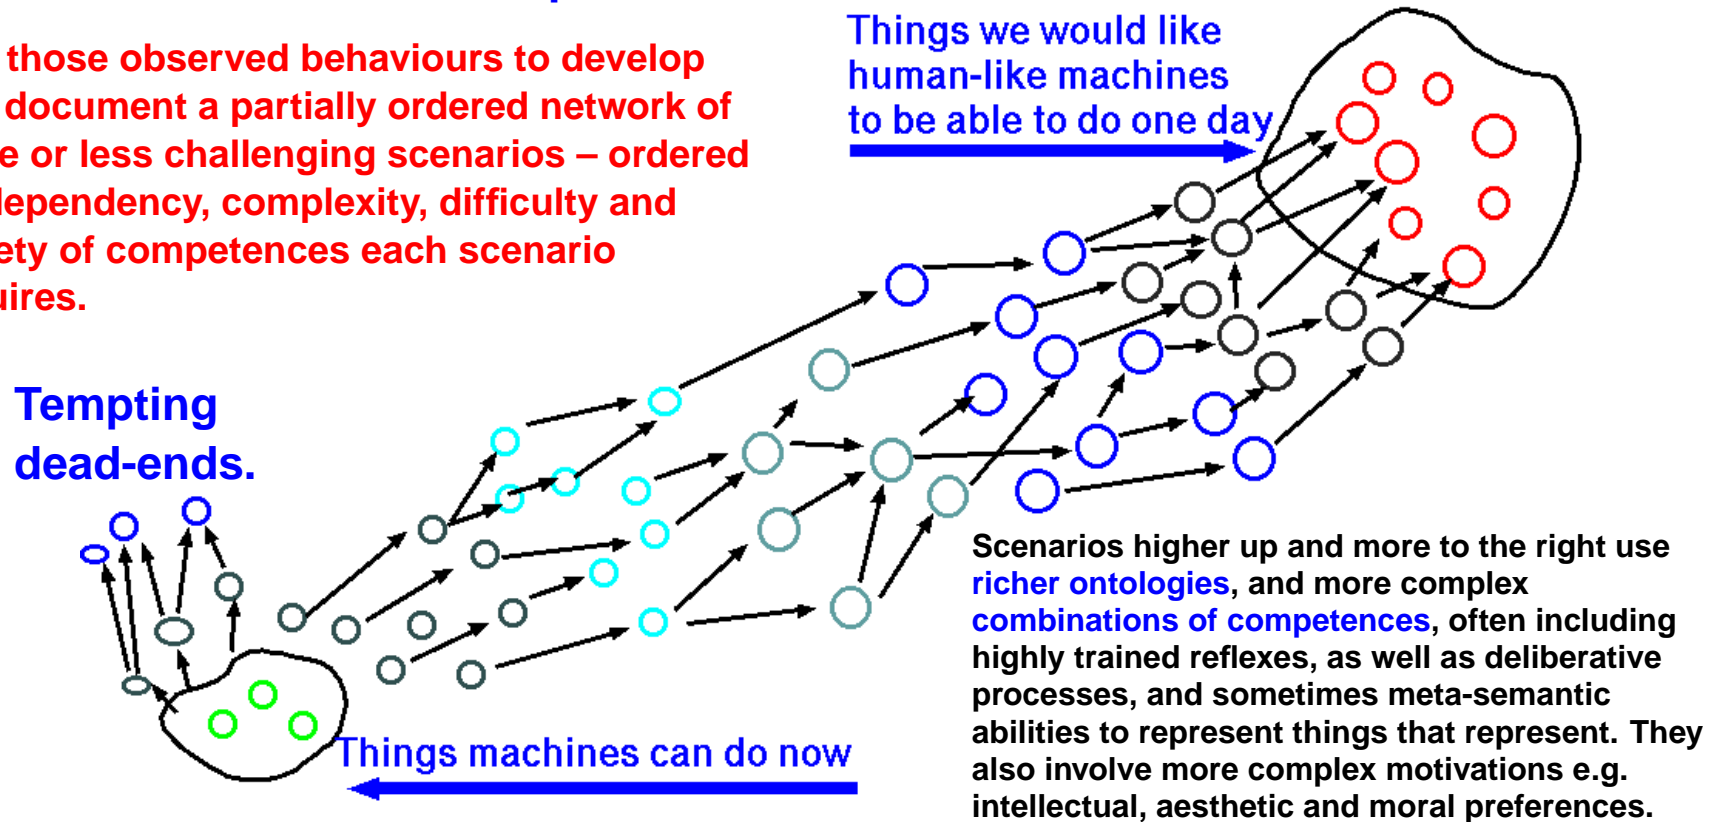 those observed behaviours to develop
document a partially ordered network of
e or less challenging scenarios – ordered
ependency, complexity, difficulty and
ety of competences each scenario
uires.
Things we would like
human-like machines
to be able to do one day
Tempting
dead-ends.
Things machines can do now
Scenarios higher up and more to the right use
richer ontologies, and more complex
combinations of competences, often including
highly trained reflexes, as well as deliberative
processes, and sometimes meta-semantic
abilities to represent things that represent. They
also involve more complex motivations e.g.
intellectual, aesthetic and moral preferences.